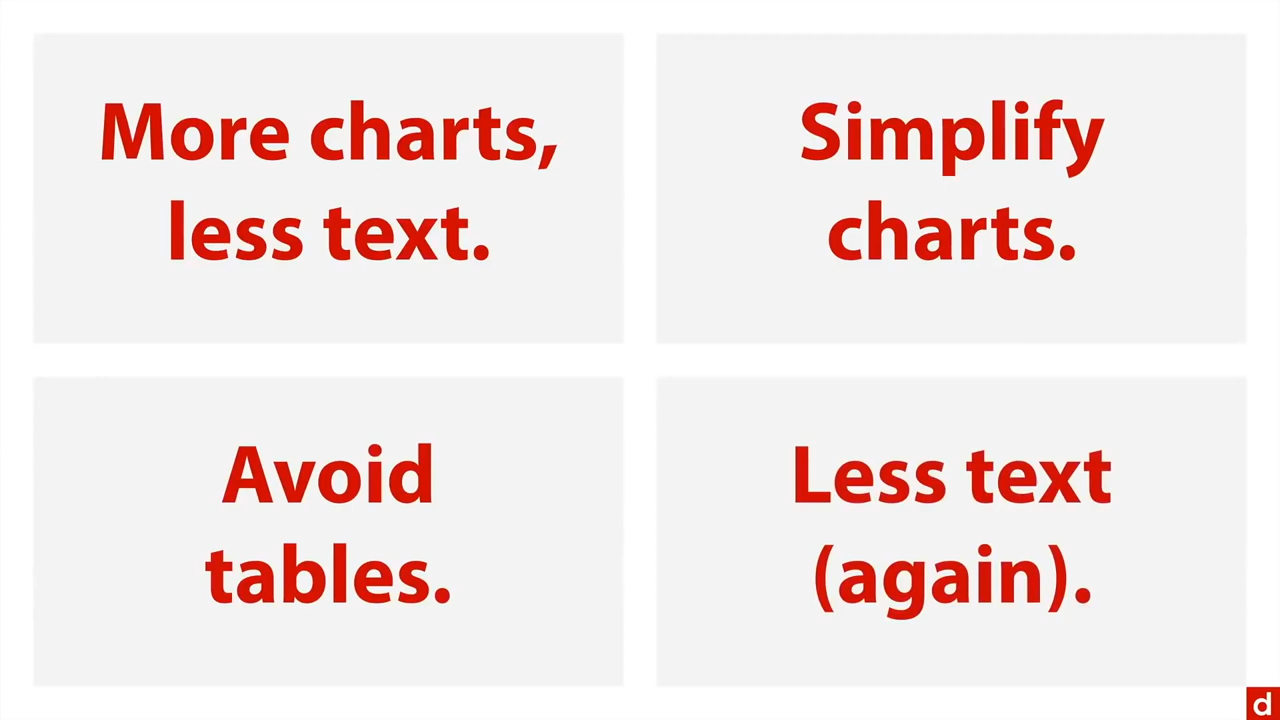 More charts,
less text.
Simplify
charts.
Avoid
tables.
Less text
(again).
d